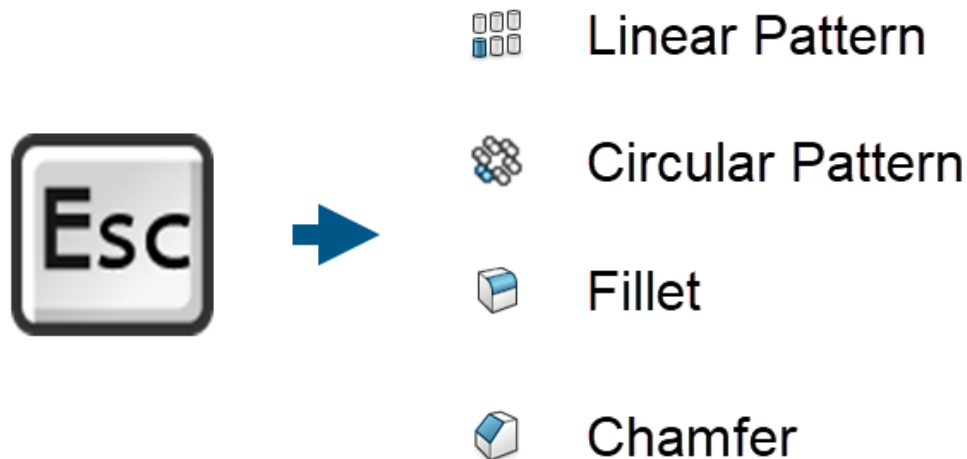 Linear Pattern
Circular Pattern
Esc
Fillet
Chamfer